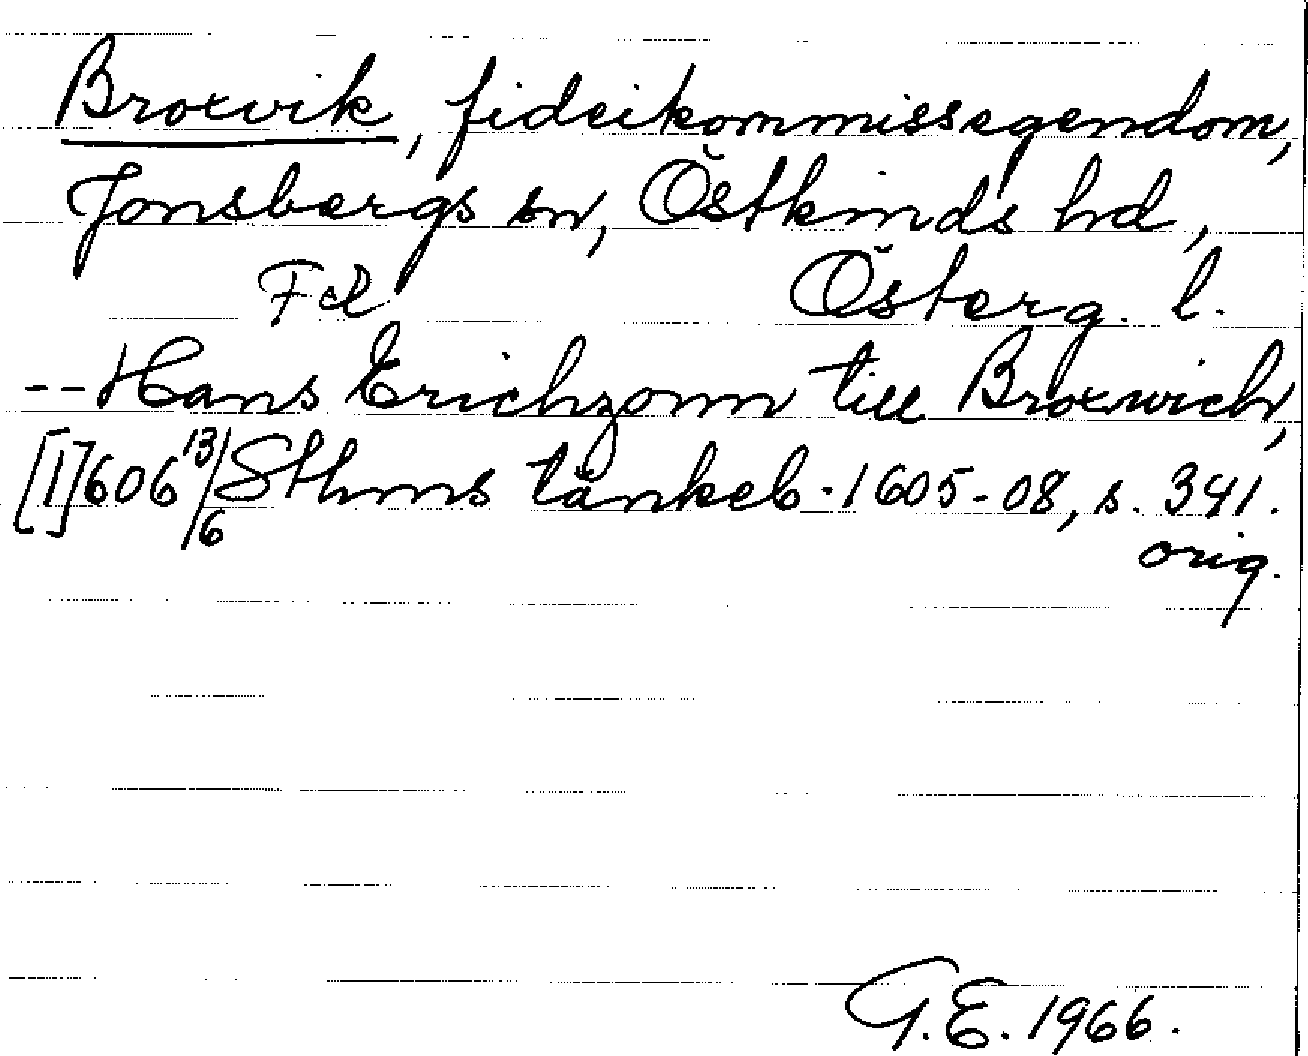 Broxvik, fideikommissegendom,
Jonsbergs sn, Östkinds hd,
Fcl Österg. l.
-- Hans Erichzonn till Broxwich,
[1]606 13/6 Sthms tänkeb. 1605-08, s. 341.
orig.
G.E. 1966.